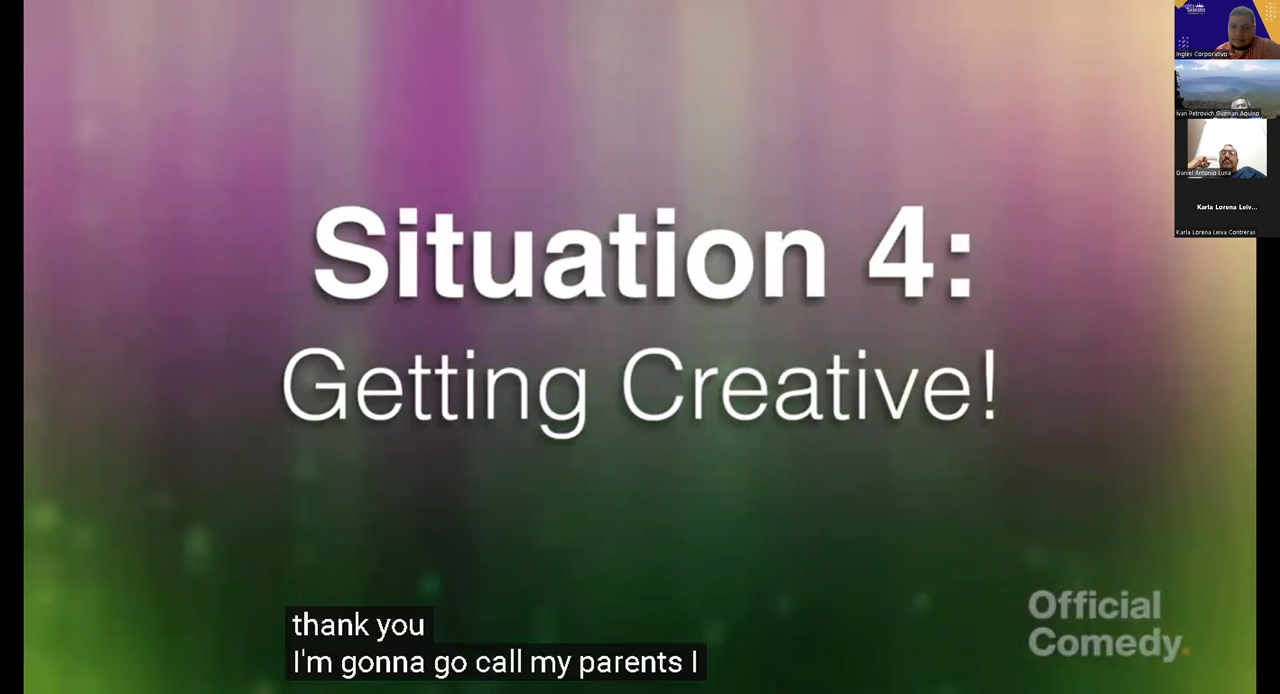 Situation 4:
Getting Creative!
thank you
I'm gonna go call my parents I
Official
Comedy.
Ingles Corporativo
Ivan Petrovich Guzman Aquino
Daniel Antonio Luna
Karla Lorena Leiv...
Karla Lorena Leiva Contreras